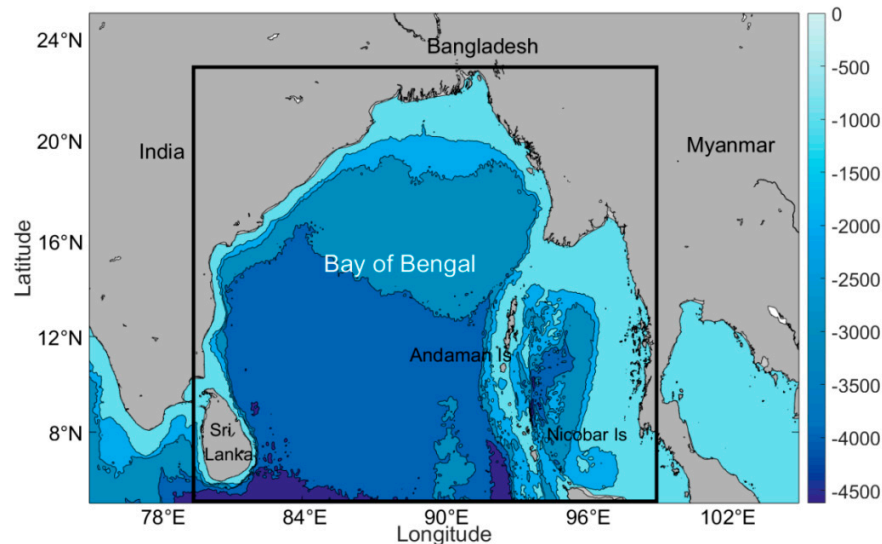 24°N
20°N
16°N
12°N
8°N
Latitude
Bangladesh
India
Myanmar
Bay of Bengal
Andaman Is
Sri
Lanka
Nicobar Is
78°E
84°E
90°E
96°E
102°E
Longitude
0
-500
-1000
-1500
-2000
-2500
-3000
-3500
-4000
-4500